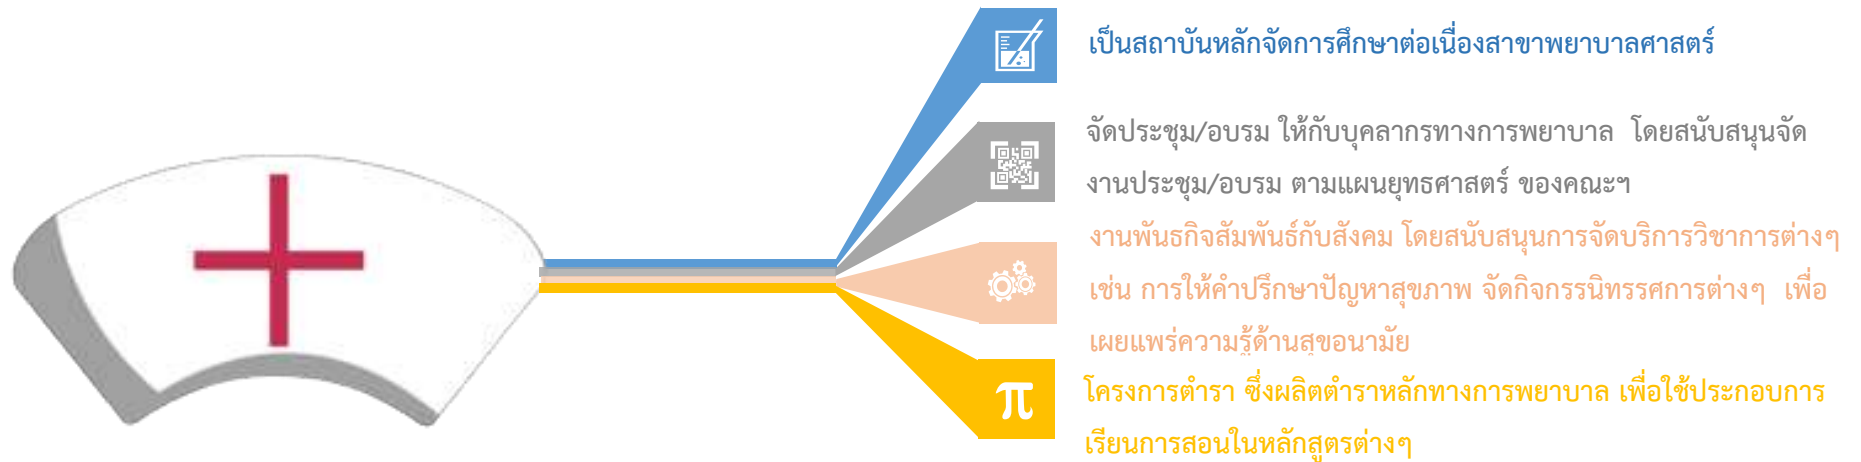 เป็นสถาบันหลักจัดการศึกษาต่อเนื่องสาขาพยาบาลศาสตร์
จัดประชุม/อบรม ให้กับบุคลากรทางการพยาบาล โดยสนับสนุนจัด
งานประชุม/อบรม ตามแผนยุทธศาสตร์ ของคณะฯ
งานพันธกิจสัมพันธ์กับสังคม โดยสนับสนุนการจัดบริการวิชาการต่างๆ
เช่น การให้คำปรึกษาปัญหาสุขภาพ จัดกิจกรรนิทรรศการต่างๆ เพื่อ
เผยแพร่ความรู้ด้านสุขอนามัย
π
โครงการตำรา ซึ่งผลิตตำราหลักทางการพยาบาล เพื่อใช้ประกอบการ
เรียนการสอนในหลักสูตรต่างๆ